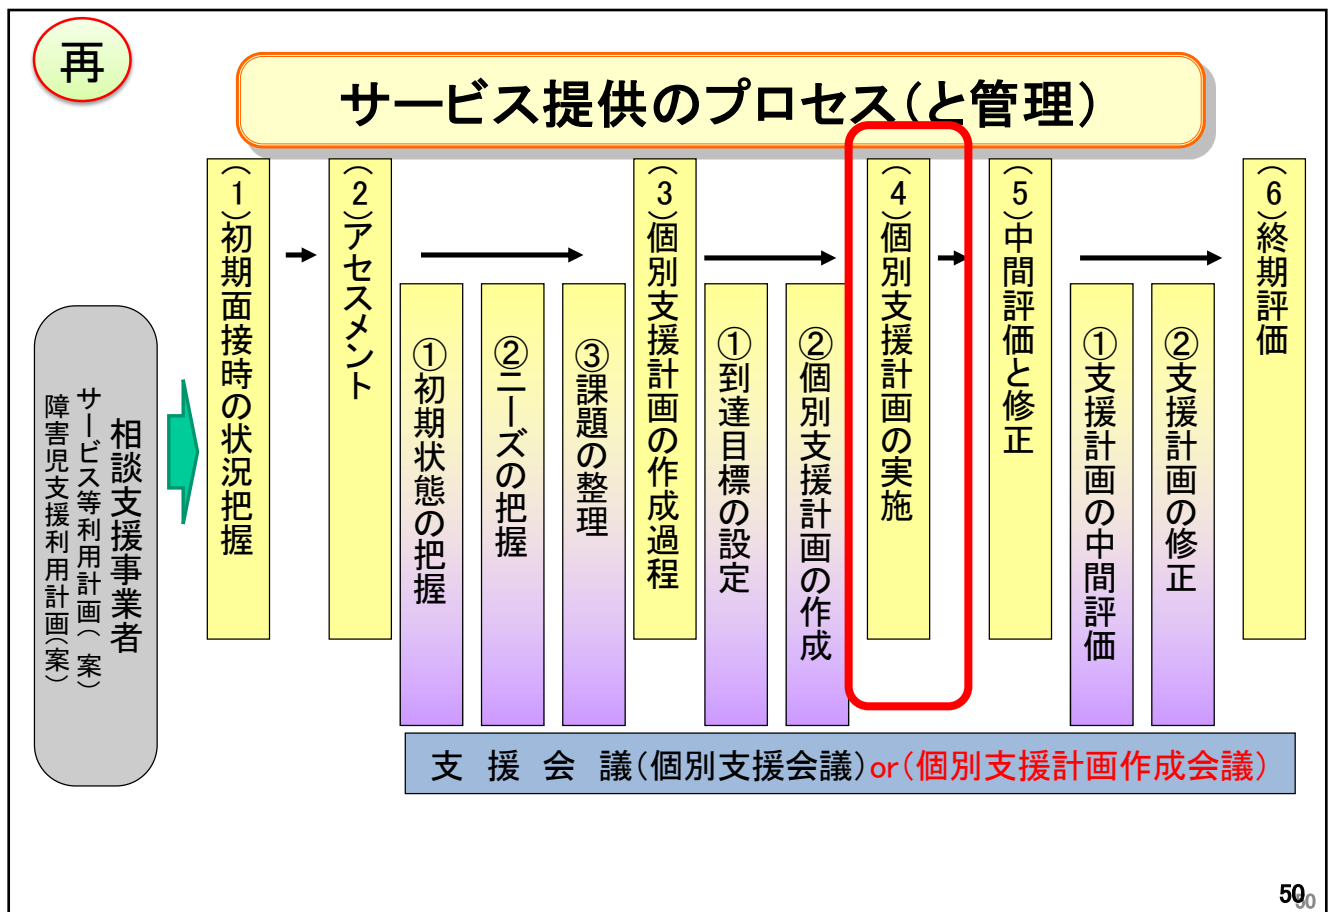 再
サービス提供のプロセス(と管理)
相談支援事業者
サービス等利用計画(案)
障害児支援利用計画(案)
(1)初期面接時の状況把握
(2)アセスメント
①初期状態の把握
②ニーズの把握
③課題の整理
(3)個別支援計画の作成過程
①到達目標の設定
②個別支援計画の作成
(4)個別支援計画の実施
(5)中間評価と修正
①支援計画の中間評価
②支援計画の修正
(6)終期評価
支 援 会 議(個別支援会議)or(個別支援計画作成会議)
50
50